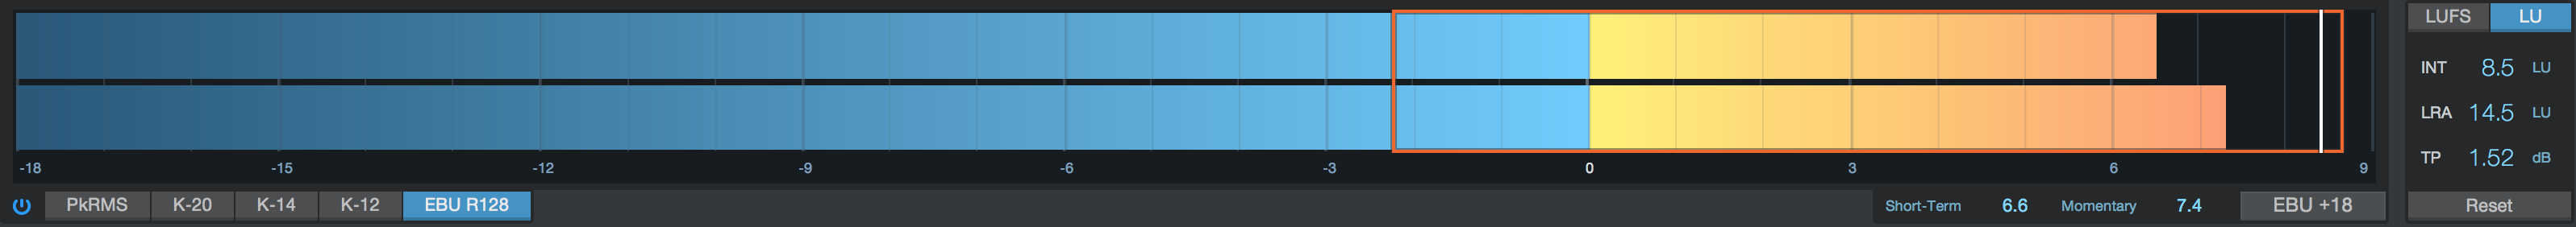 LUFS LU
INT 8.5 LU
LRA 14.5 LU
TP 1.52 dB
-18 -15 -12 -9 -6 -3 0 3 6 9
PkRMS K-20 K-14 K-12 EBU R128 Short-Term 6.6 Momentary 7.4 EBU +18 Reset